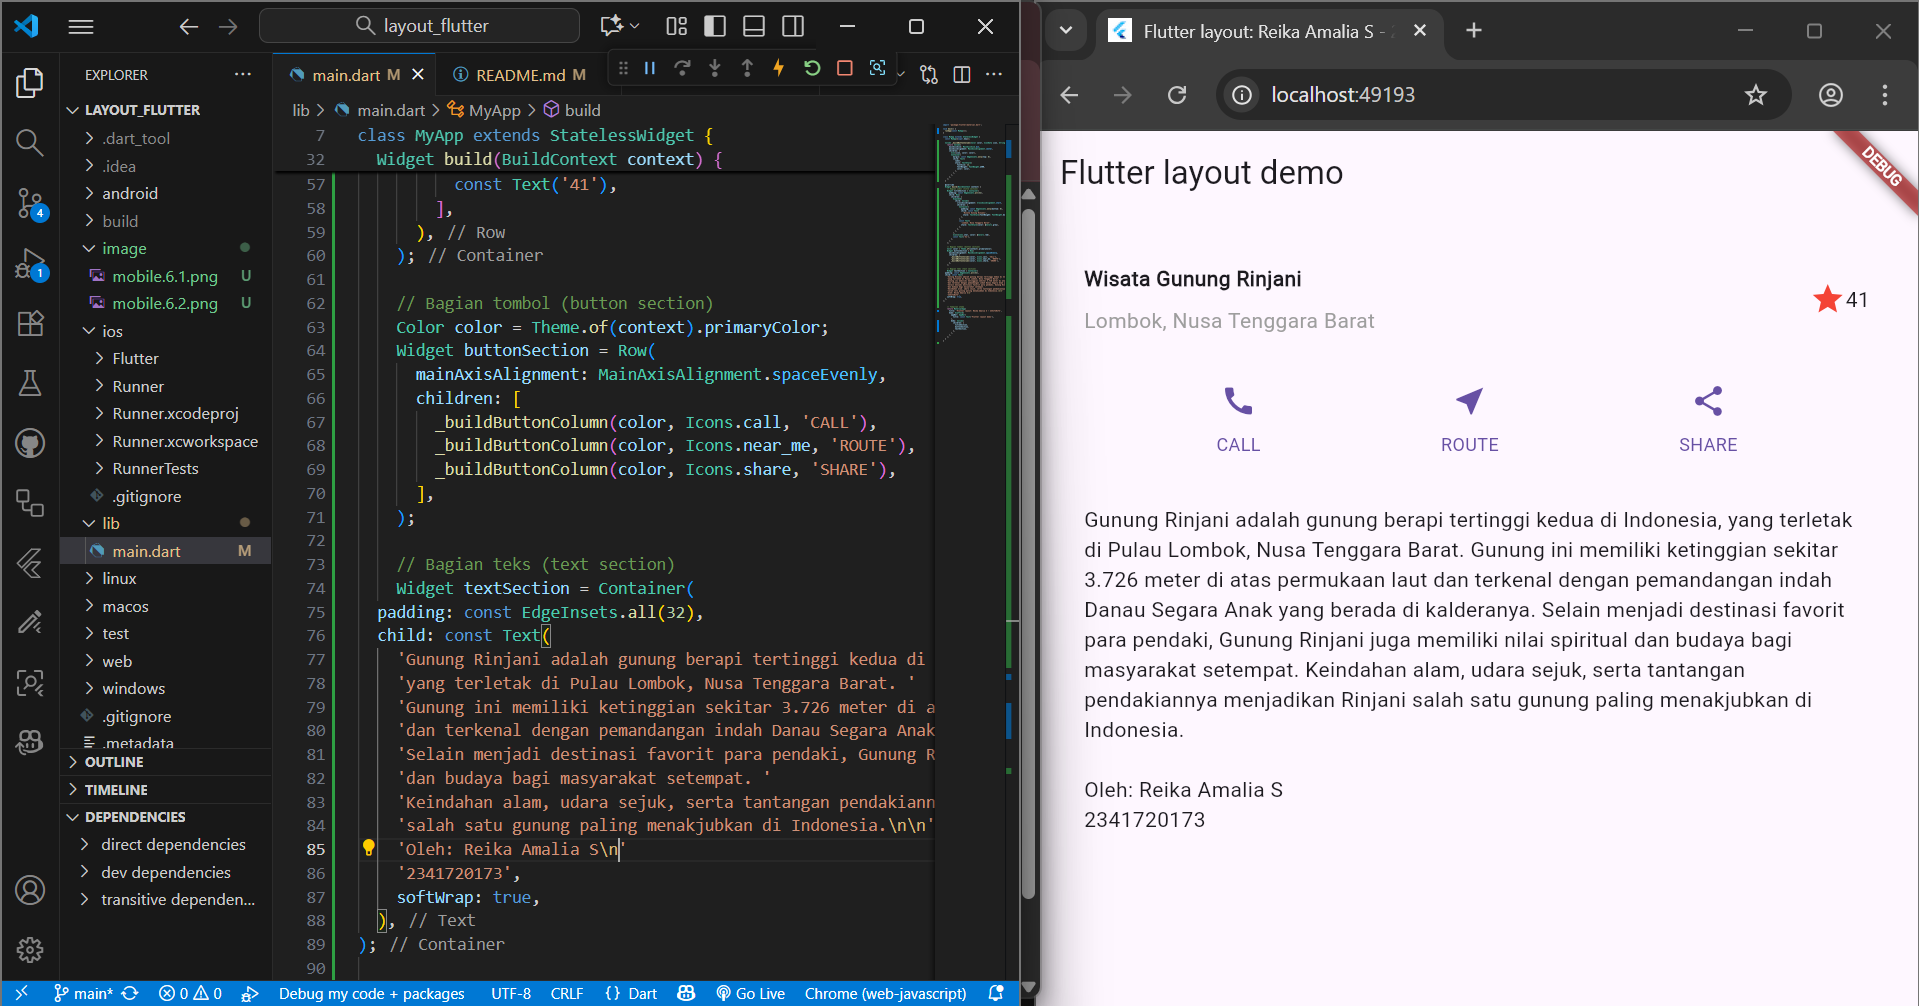 layout_flutter
EXPLORER
LAYOUT_FLUTTER
.dart_tool
.idea
android
build
image
mobile.6.1.png U
mobile.6.2.png U
ios
Flutter
Runner
Runner.xcodeproj
Runner.xcworkspace
RunnerTests
.gitignore
lib
main.dart M
linux
macos
test
web
windows
.gitignore
.metadata
OUTLINE
TIMELINE
DEPENDENCIES
direct dependencies
dev dependencies
transitive dependen...
4
1
main.dart M
README.md M
lib > main.dart > MyApp > build
7 class MyApp extends StatelessWidget {
32 Widget build(BuildContext context) {
57 const Text('41'),
58 ],
59 ), // Row
60 ); // Container
61
62 // Bagian tombol (button section)
63 Color color = Theme.of(context).primaryColor;
64 Widget buttonSection = Row(
65 mainAxisAlignment: MainAxisAlignment.spaceEvenly,
66 children: [
67 _buildButtonColumn(color, Icons.call, 'CALL'),
68 _buildButtonColumn(color, Icons.near_me, 'ROUTE'),
69 _buildButtonColumn(color, Icons.share, 'SHARE'),
70 ],
71 );
72
73 // Bagian teks (text section)
74 Widget textSection = Container(
75 padding: const EdgeInsets.all(32),
76 child: const Text(
77 'Gunung Rinjani adalah gunung berapi tertinggi kedua di
78 'yang terletak di Pulau Lombok, Nusa Tenggara Barat. '
79 'Gunung ini memiliki ketinggian sekitar 3.726 meter di a
80 'dan terkenal dengan pemandangan indah Danau Segara Anak
81 'Selain menjadi destinasi favorit para pendaki, Gunung R
82 'dan budaya bagi masyarakat setempat. '
83 'Keindahan alam, udara sejuk, serta tantangan pendakiann
84 'salah satu gunung paling menakjubkan di Indonesia.\n\n'
85 'Oleh: Reika Amalia S\n'
86 '2341720173',
87 softWrap: true,
88 ), // Text
89 ); // Container
90
main* 0 0 Debug my code + packages UTF-8 CRLF {} Dart Go Live Chrome (web-javascript)
Flutter layout: Reika Amalia S -
localhost:49193
DEBUG
Flutter layout demo
Wisata Gunung Rinjani
Lombok, Nusa Tenggara Barat
41
CALL ROUTE SHARE
Gunung Rinjani adalah gunung berapi tertinggi kedua di Indonesia, yang terletak
di Pulau Lombok, Nusa Tenggara Barat. Gunung ini memiliki ketinggian sekitar
3.726 meter di atas permukaan laut dan terkenal dengan pemandangan indah
Danau Segara Anak yang berada di kalderanya. Selain menjadi destinasi favorit
para pendaki, Gunung Rinjani juga memiliki nilai spiritual dan budaya bagi
masyarakat setempat. Keindahan alam, udara sejuk, serta tantangan
pendakiannya menjadikan Rinjani salah satu gunung paling menakjubkan di
Indonesia.
Oleh: Reika Amalia S
2341720173